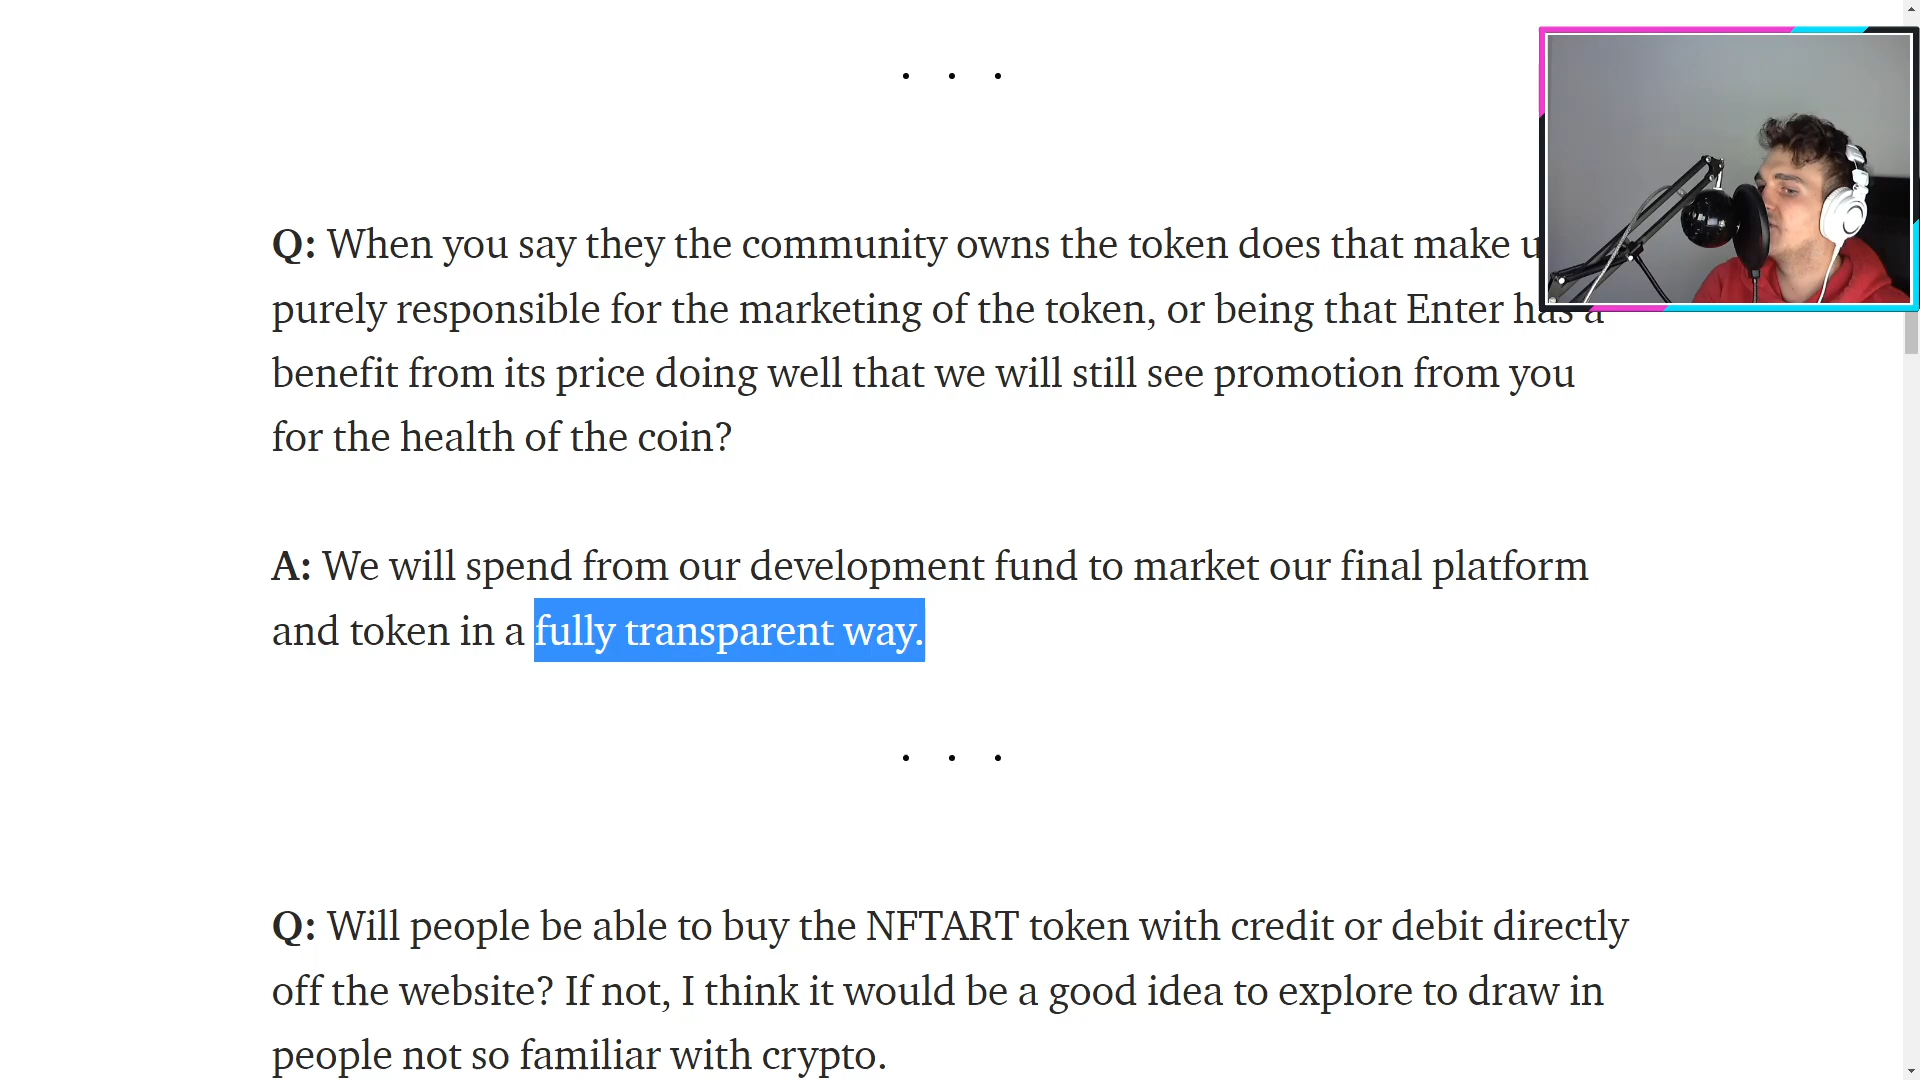 Q: When you say they the community owns the token does that make
purely responsible for the marketing of the token, or being that Enter has a
benefit from its price doing well that we will still see promotion from you
for the health of the coin?
A: We will spend from our development fund to market our final platform
and token in a fully transparent way.
Q: Will people be able to buy the NFTART token with credit or debit directly
off the website? If not, I think it would be a good idea to explore to draw in
people not so familiar with crypto.